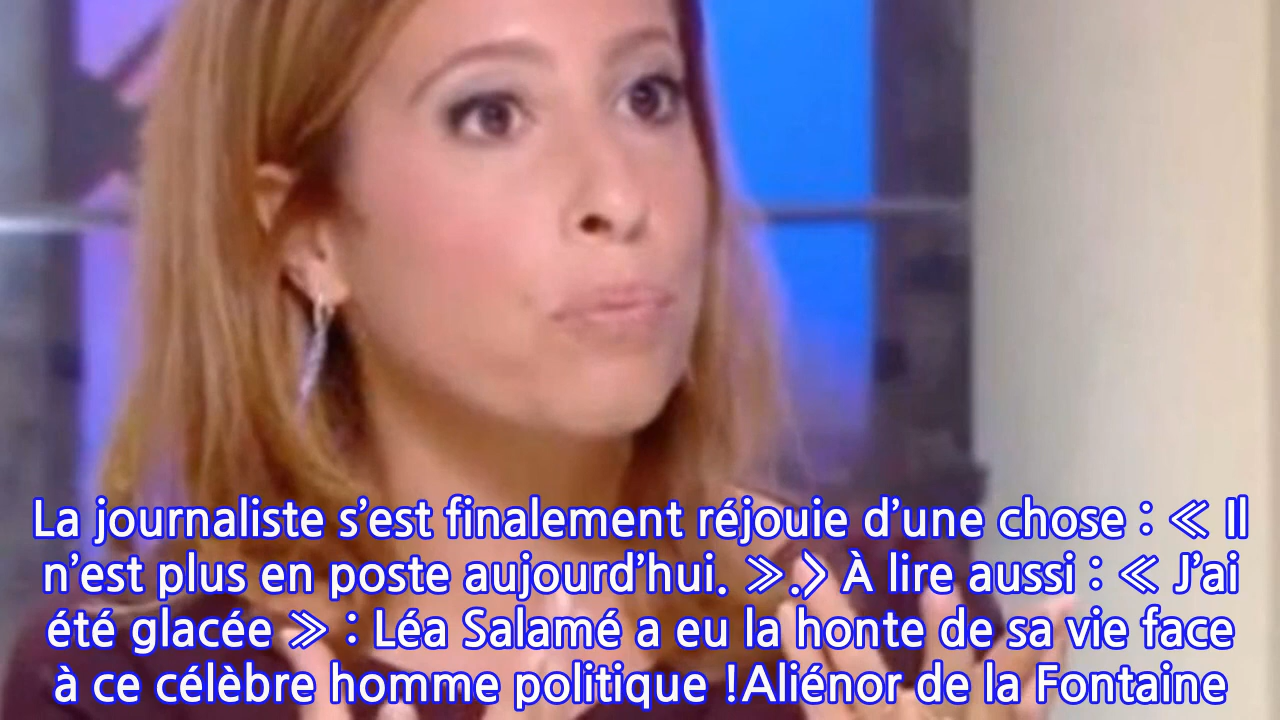 La journaliste s’est finalement réjouie d’une chose : « Il
n’est plus en poste aujourd’hui. ».> À lire aussi : « J’ai
été glacée » : Léa Salamé a eu la honte de sa vie face
à ce célèbre homme politique !Aliénor de la Fontaine